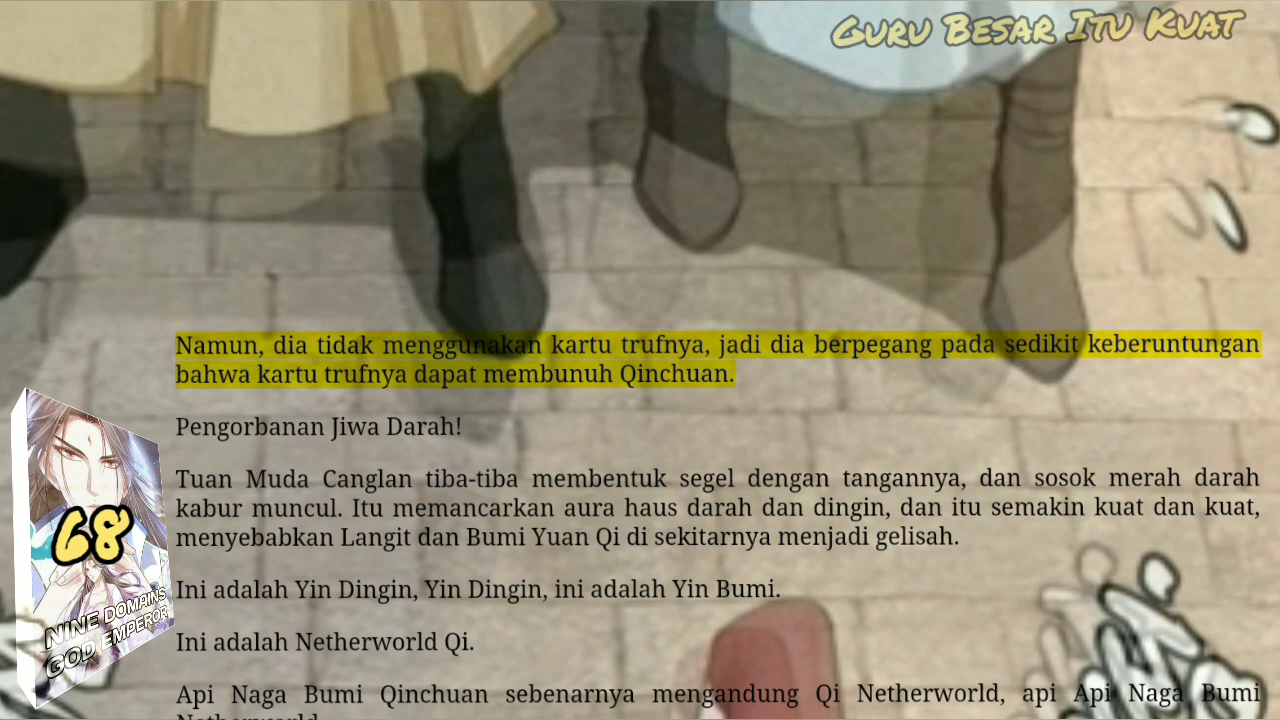 Guru Besar Itu Kuat
Namun, dia tidak menggunakan kartu trufnya, jadi dia berpegang pada sedikit keberuntungan
bahwa kartu trufnya dapat membunuh Qinchuan.
Pengorbanan Jiwa Darah!
Tuan Muda Canglan tiba-tiba membentuk segel dengan tangannya, dan sosok merah darah
kabur muncul. Itu memancarkan aura haus darah dan dingin, dan itu semakin kuat dan kuat,
menyebabkan Langit dan Bumi Yuan Qi di sekitarnya menjadi gelisah.
68
Ini adalah Yin Dingin, Yin Dingin, ini adalah Yin Bumi.
NINE DOMAINS
GOD EMPEROR
Ini adalah Netherworld Qi.
Api Naga Bumi Qinchuan sebenarnya mengandung Qi Netherworld, api Api Naga Bumi
Netherworld